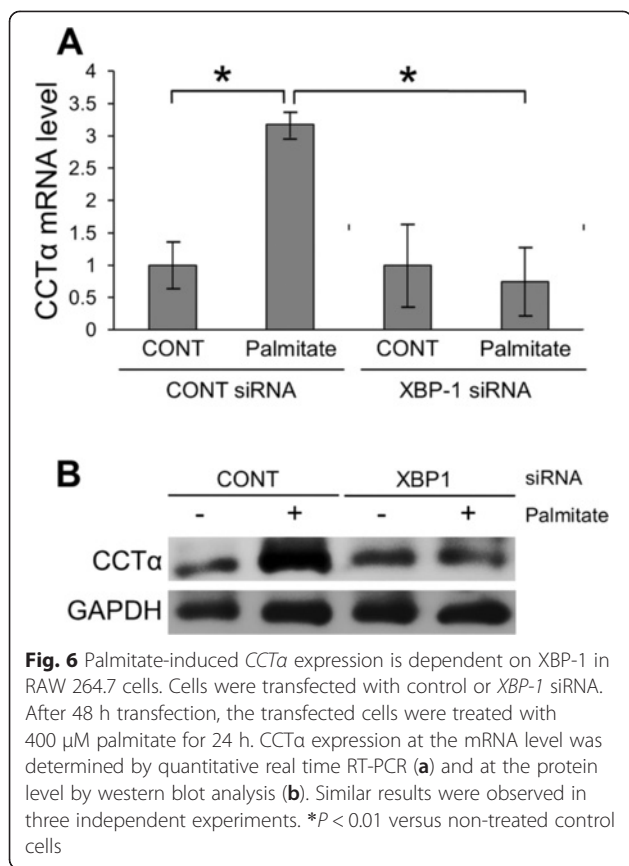 A
CCTα mRNA level
4
3.5
3
2.5
2
1.5
1
0.5
0
* *
CONT Palmitate CONT Palmitate
CONT siRNA XBP-1 siRNA
B
CONT XBP1 siRNA
- + - + Palmitate
CCTα
GAPDH
Fig. 6 Palmitate-induced CCTα expression is dependent on XBP-1 in
RAW 264.7 cells. Cells were transfected with control or XBP-1 siRNA.
After 48 h transfection, the transfected cells were treated with
400 μM palmitate for 24 h. CCTα expression at the mRNA level was
determined by quantitative real time RT-PCR (a) and at the protein
level by western blot analysis (b). Similar results were observed in
three independent experiments. *P < 0.01 versus non-treated control
cells